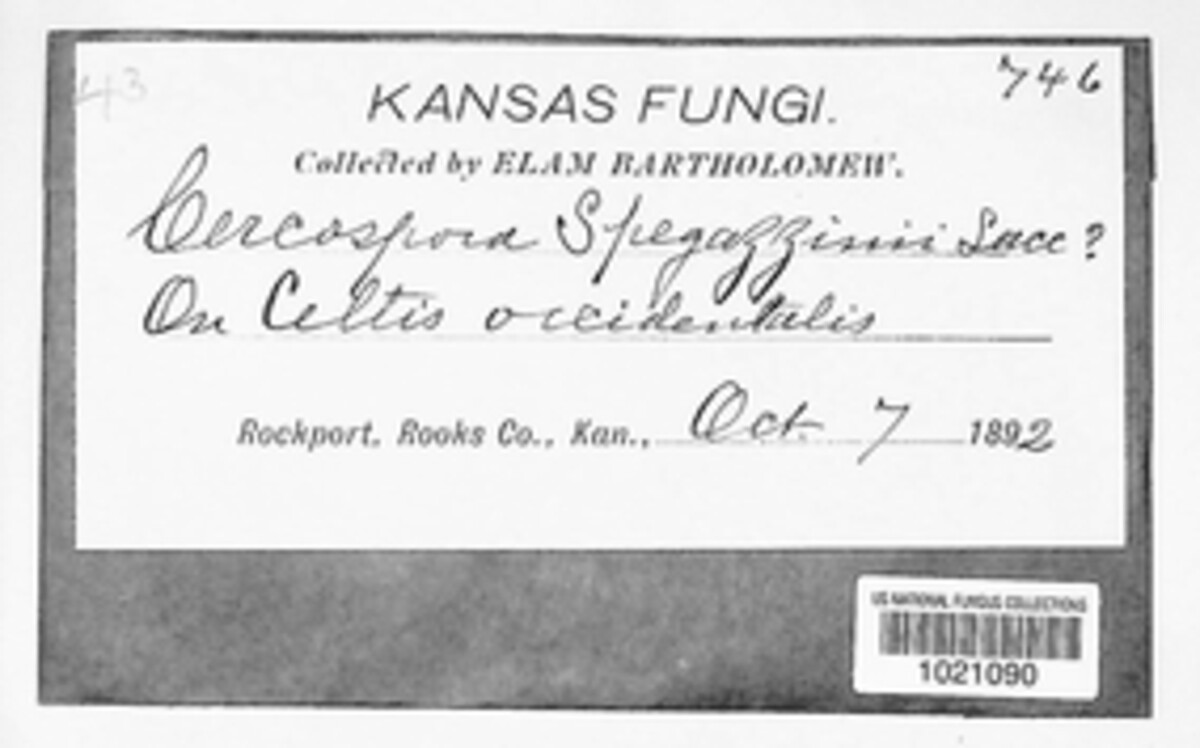 43
746
KANSAS FUNGI.
Collected by ELAM BARTHOLOMEW.
Cercospora Spegazzinii Sacc ?
On Celtis occidentalis
Rockport, Rooks Co., Kan., Oct. 7 1892
US NATIONAL FUNGUS COLLECTIONS
1021090